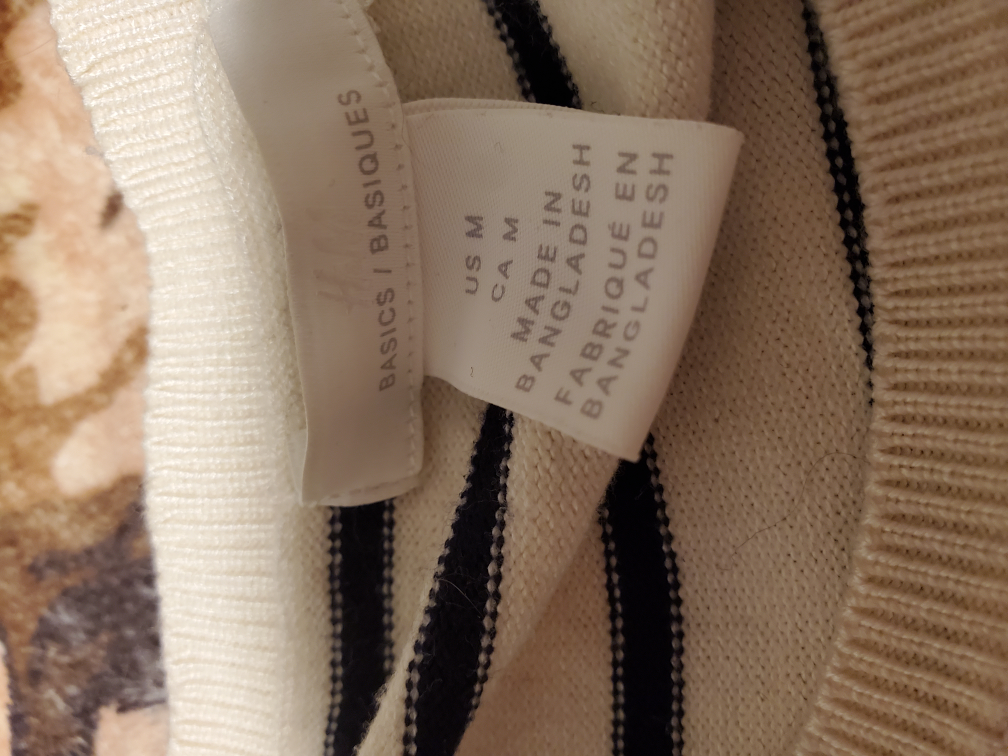 BASICS / BASIQUES
US M
CA M
MADE IN
BANGLADESH
FABRIQUÉ EN
BANGLADESH